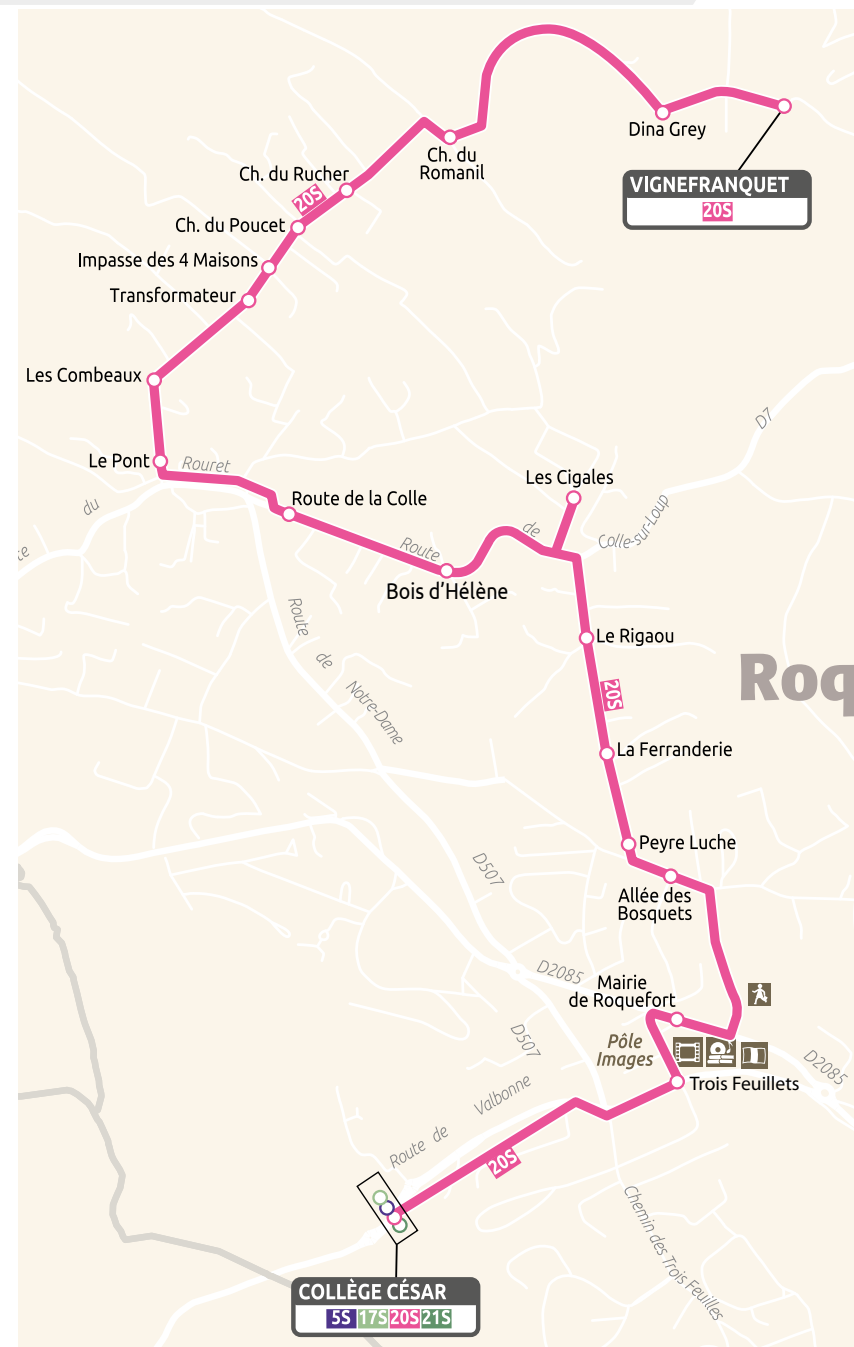 Dina Grey
VIGNEFRANQUET
20S
Ch. du
Romanil
Ch. du Rucher
20S
Ch. du Poucet
Impasse des 4 Maisons
Transformateur
Les Combeaux
Le Pont
Rouret
du
Route de la Colle
Les Cigales
D7
Route
de
Colle-sur-Loup
Bois d'Hélène
Route
de
Notre-Dame
Le Rigaou
Roq
20S
La Ferranderie
Peyre Luche
D507
Allée des
Bosquets
D2085
Mairie
de Roquefort
D507
Pôle
Images
D2085
Trois Feuillets
Route de Valbonne
20S
Chemin des Trois Feuilles
COLLÈGE CÉSAR
5S 17S 20S 21S